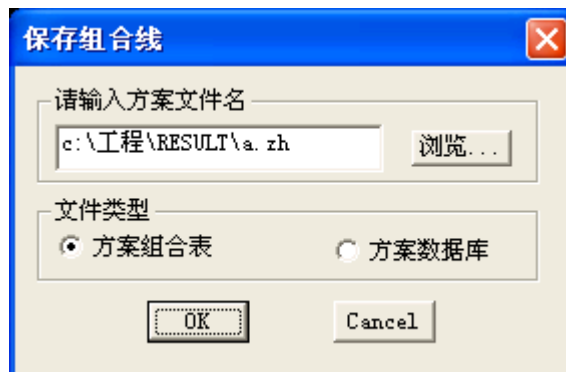 保存组合线
请输入方案文件名
c:\工程\RESULT\a.zh
浏览...
文件类型
方案组合表
方案数据库
OK
Cancel